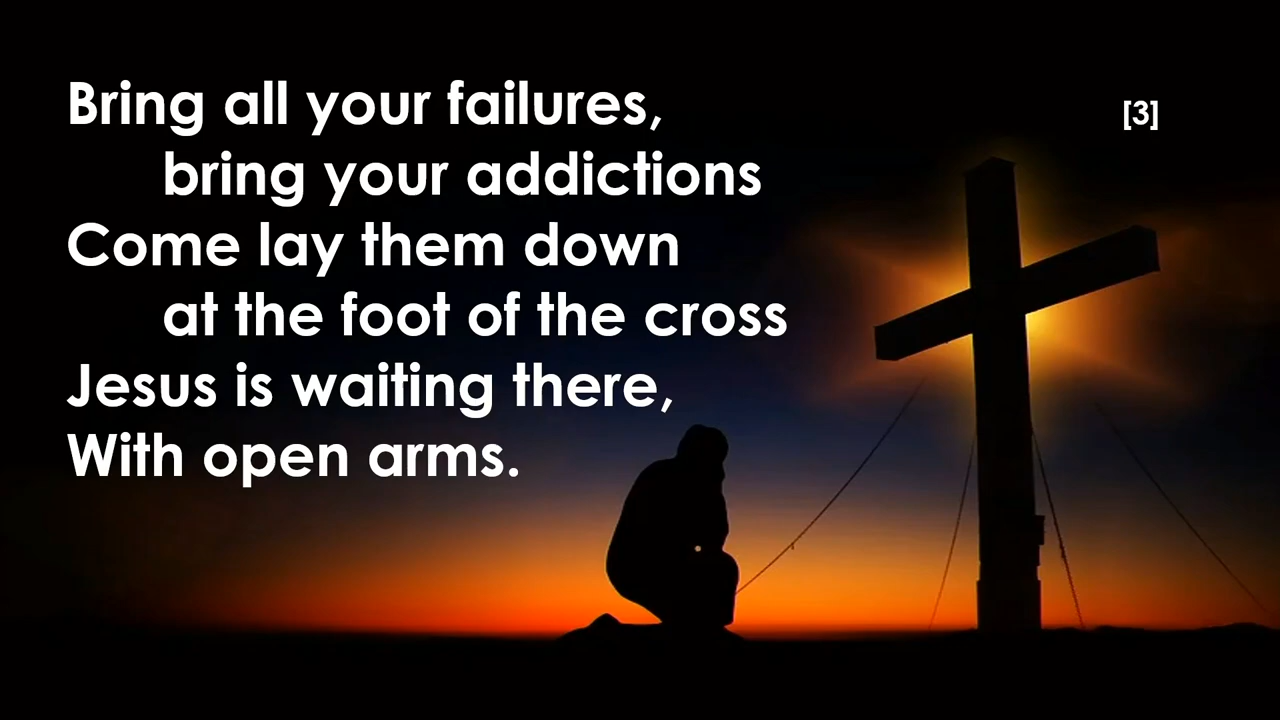 Bring all your failures,
[3]
bring your addictions
Come lay them down
at the foot of the cross
Jesus is waiting there,
With open arms.